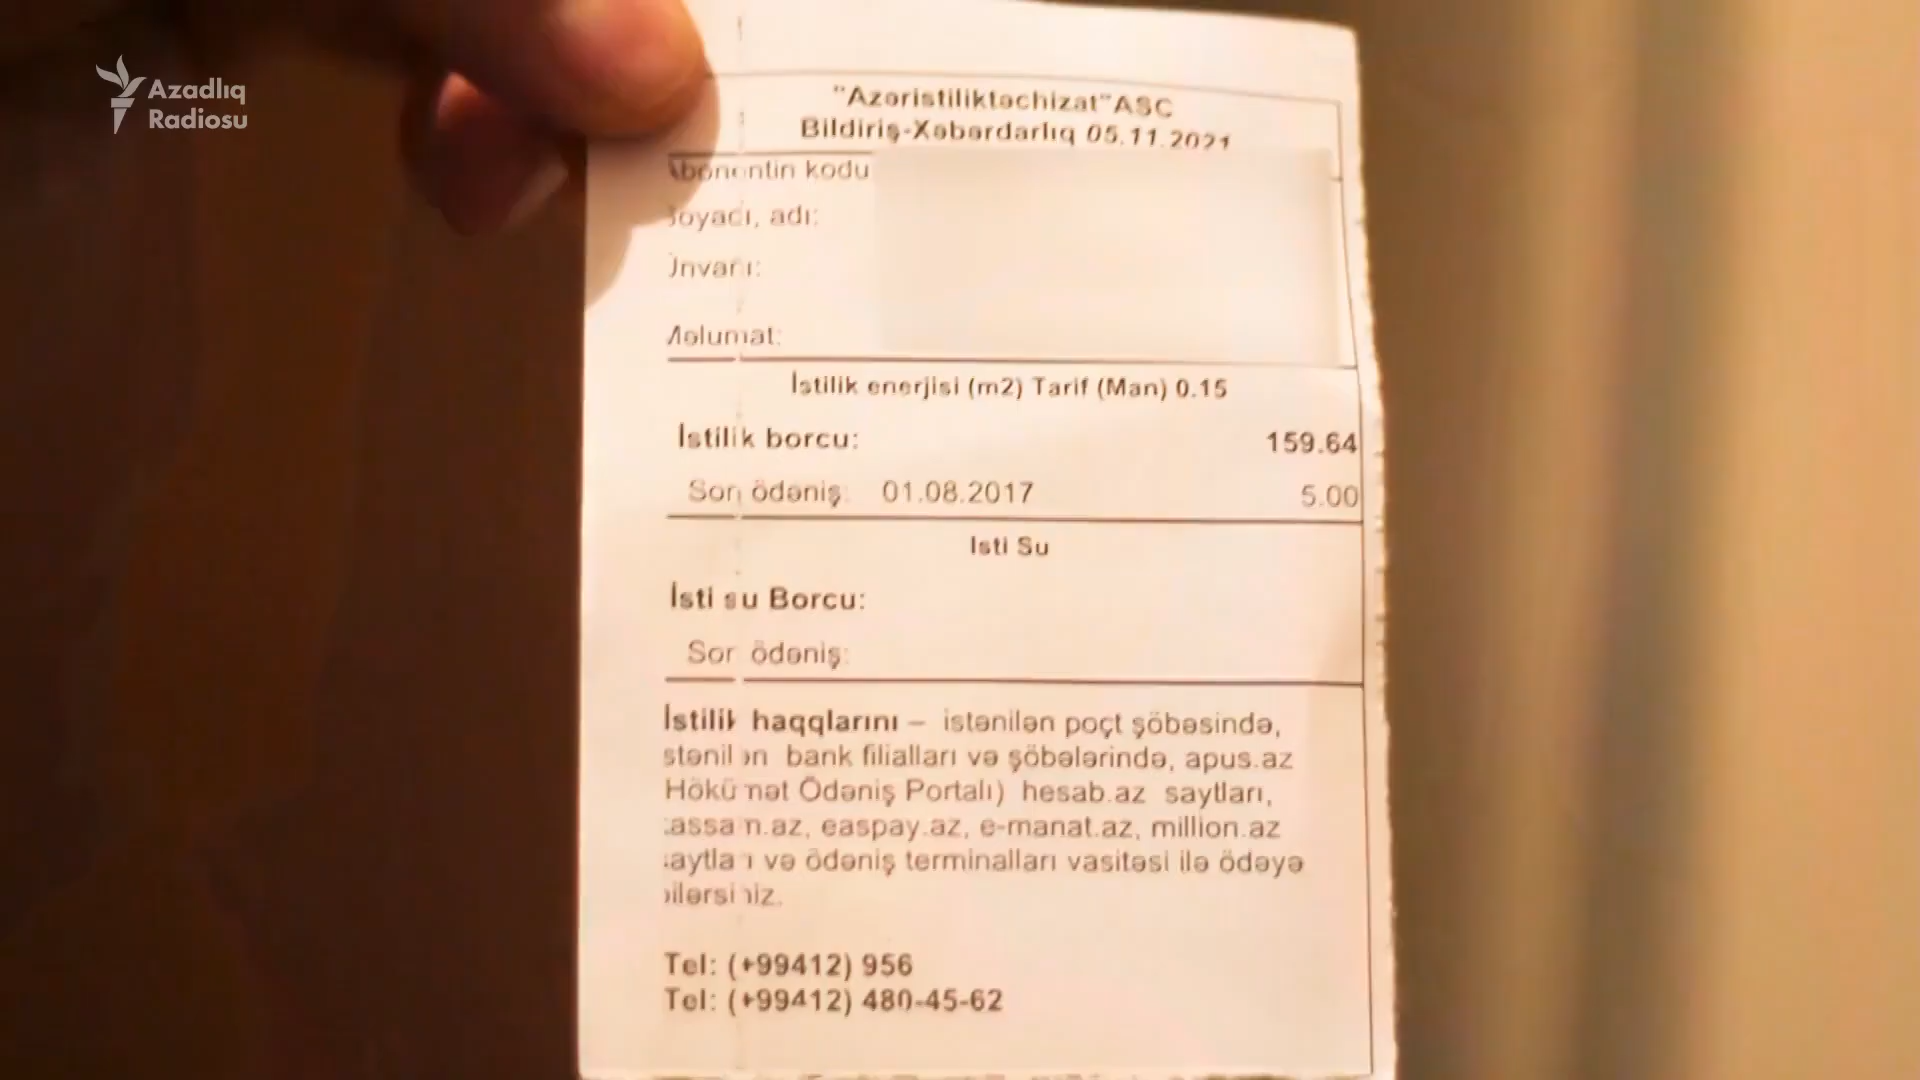 Azadlıq
Radiosu
"Azəristiliktəchizat"ASC
Bildiriş-Xəbərdarlıq 05.11.2021
Abonentin kodu
Soyadı, adı:
Ünvanı:
Məlumat:
İstilik enerjisi (m2) Tarif (Man) 0.15
İstilik borcu: 159.64
Son ödəniş: 01.08.2017 5.00
Isti Su
İsti su Borcu:
Son ödəniş:
İstilik haqqlarını – istənilən poçt şöbəsində,
istənilən bank filialları və şöbələrində, apus.az
(Hökümət Ödəniş Portalı) hesab.az saytları,
kassam.az, easpay.az, e-manat.az, million.az
saytları və ödəniş terminalları vasitəsi ilə ödəyə
bilərsiniz.
Tel: (+99412) 956
Tel: (+99412) 480-45-62